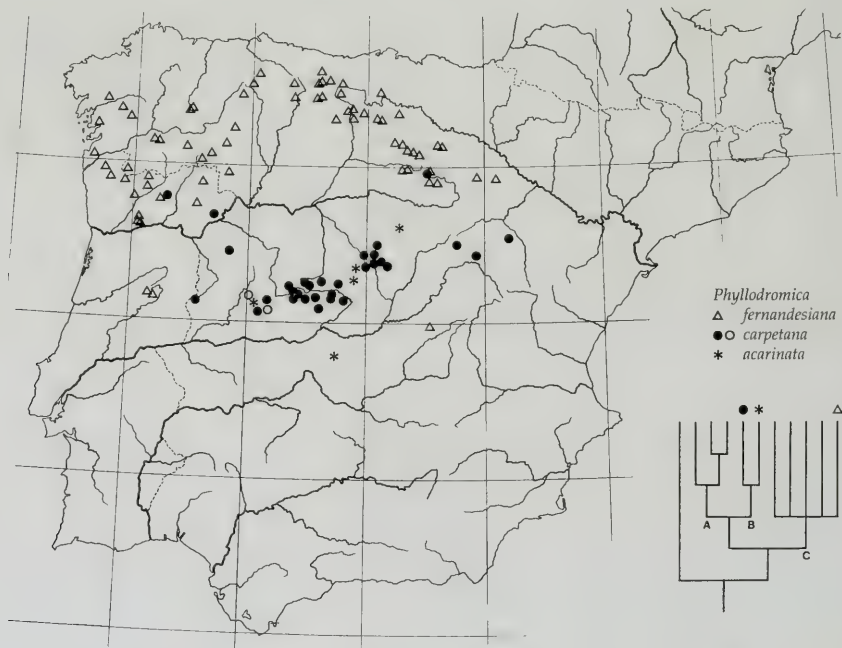 Phyllodromica
△ fernandesiana
●○ carpetana
* acarinata
● * △
A B
C